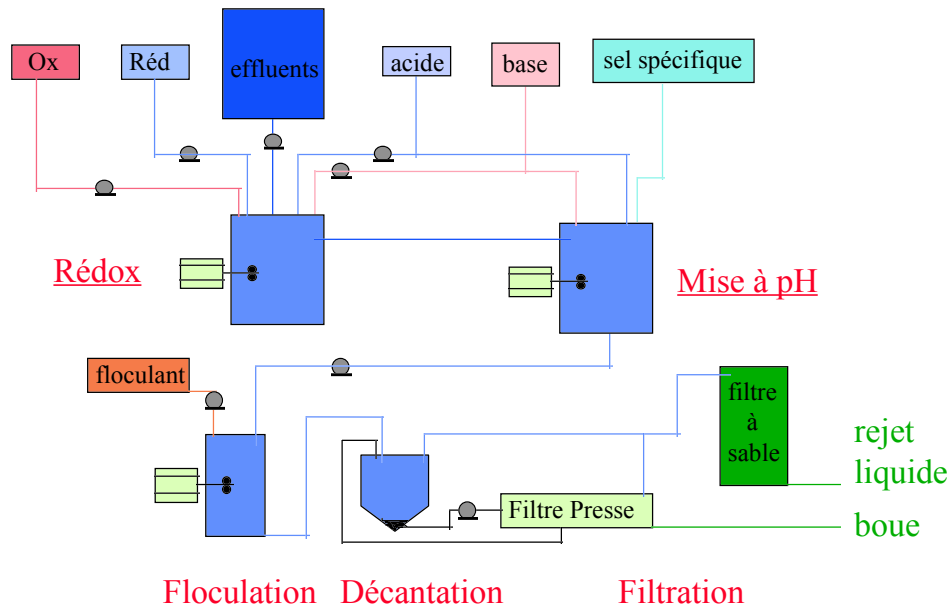 Ox
Réd
effluents
acide
base
sel spécifique
Rédox
Mise à pH
floculant
filtre
à
sable
rejet
liquide
Filtre Presse
boue
Floculation
Décantation
Filtration